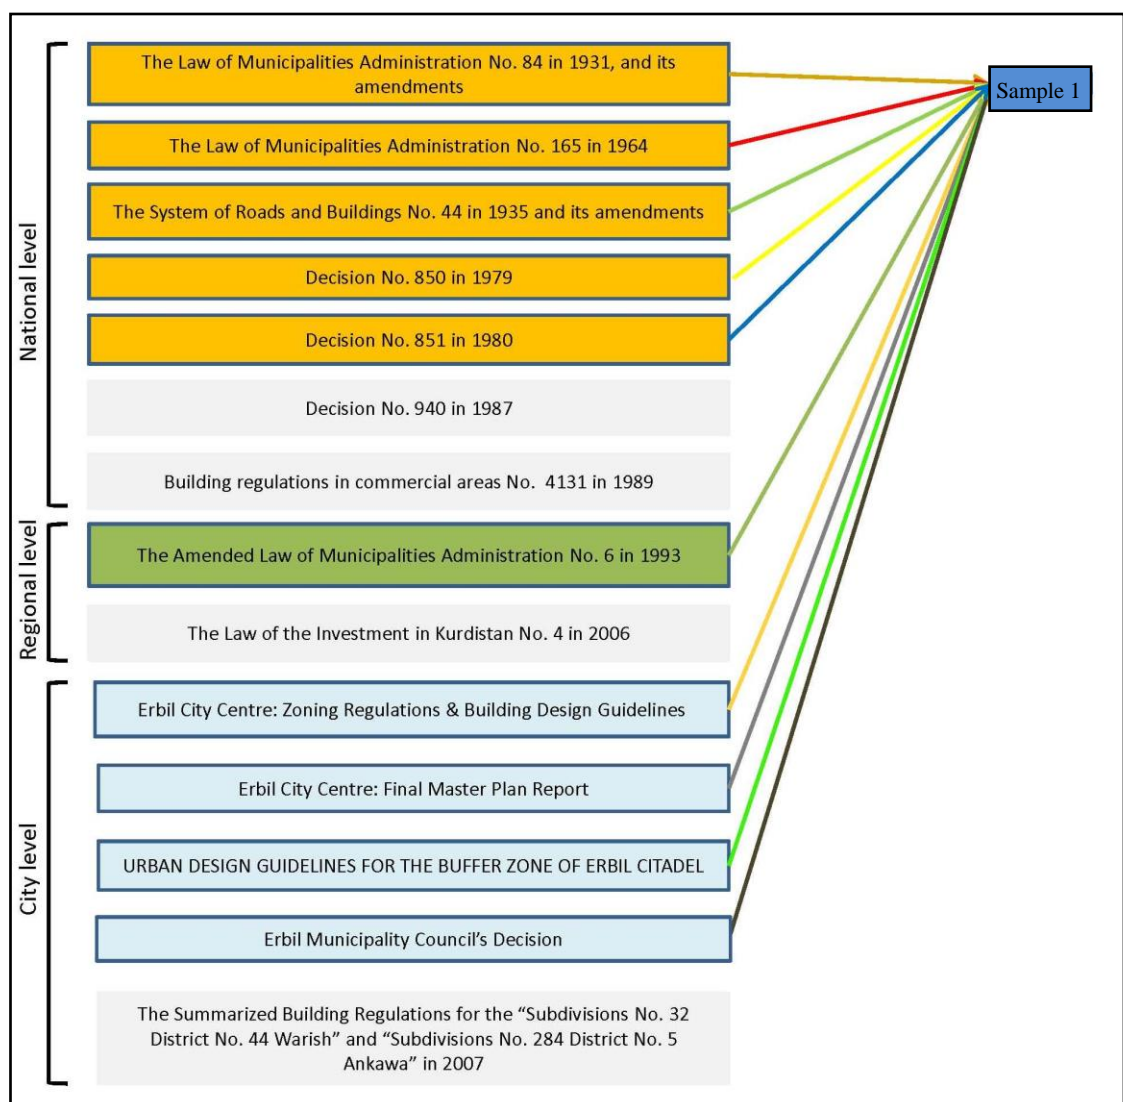 National level
The Law of Municipalities Administration No. 84 in 1931, and its
amendments
Sample 1
The Law of Municipalities Administration No. 165 in 1964
The System of Roads and Buildings No. 44 in 1935 and its amendments
Decision No. 850 in 1979
Decision No. 851 in 1980
Decision No. 940 in 1987
Building regulations in commercial areas No. 4131 in 1989
Regional level
The Amended Law of Municipalities Administration No. 6 in 1993
The Law of the Investment in Kurdistan No. 4 in 2006
City level
Erbil City Centre: Zoning Regulations & Building Design Guidelines
Erbil City Centre: Final Master Plan Report
URBAN DESIGN GUIDELINES FOR THE BUFFER ZONE OF ERBIL CITADEL
Erbil Municipality Council’s Decision
The Summarized Building Regulations for the “Subdivisions No. 32
District No. 44 Warish” and “Subdivisions No. 284 District No. 5
Ankawa” in 2007